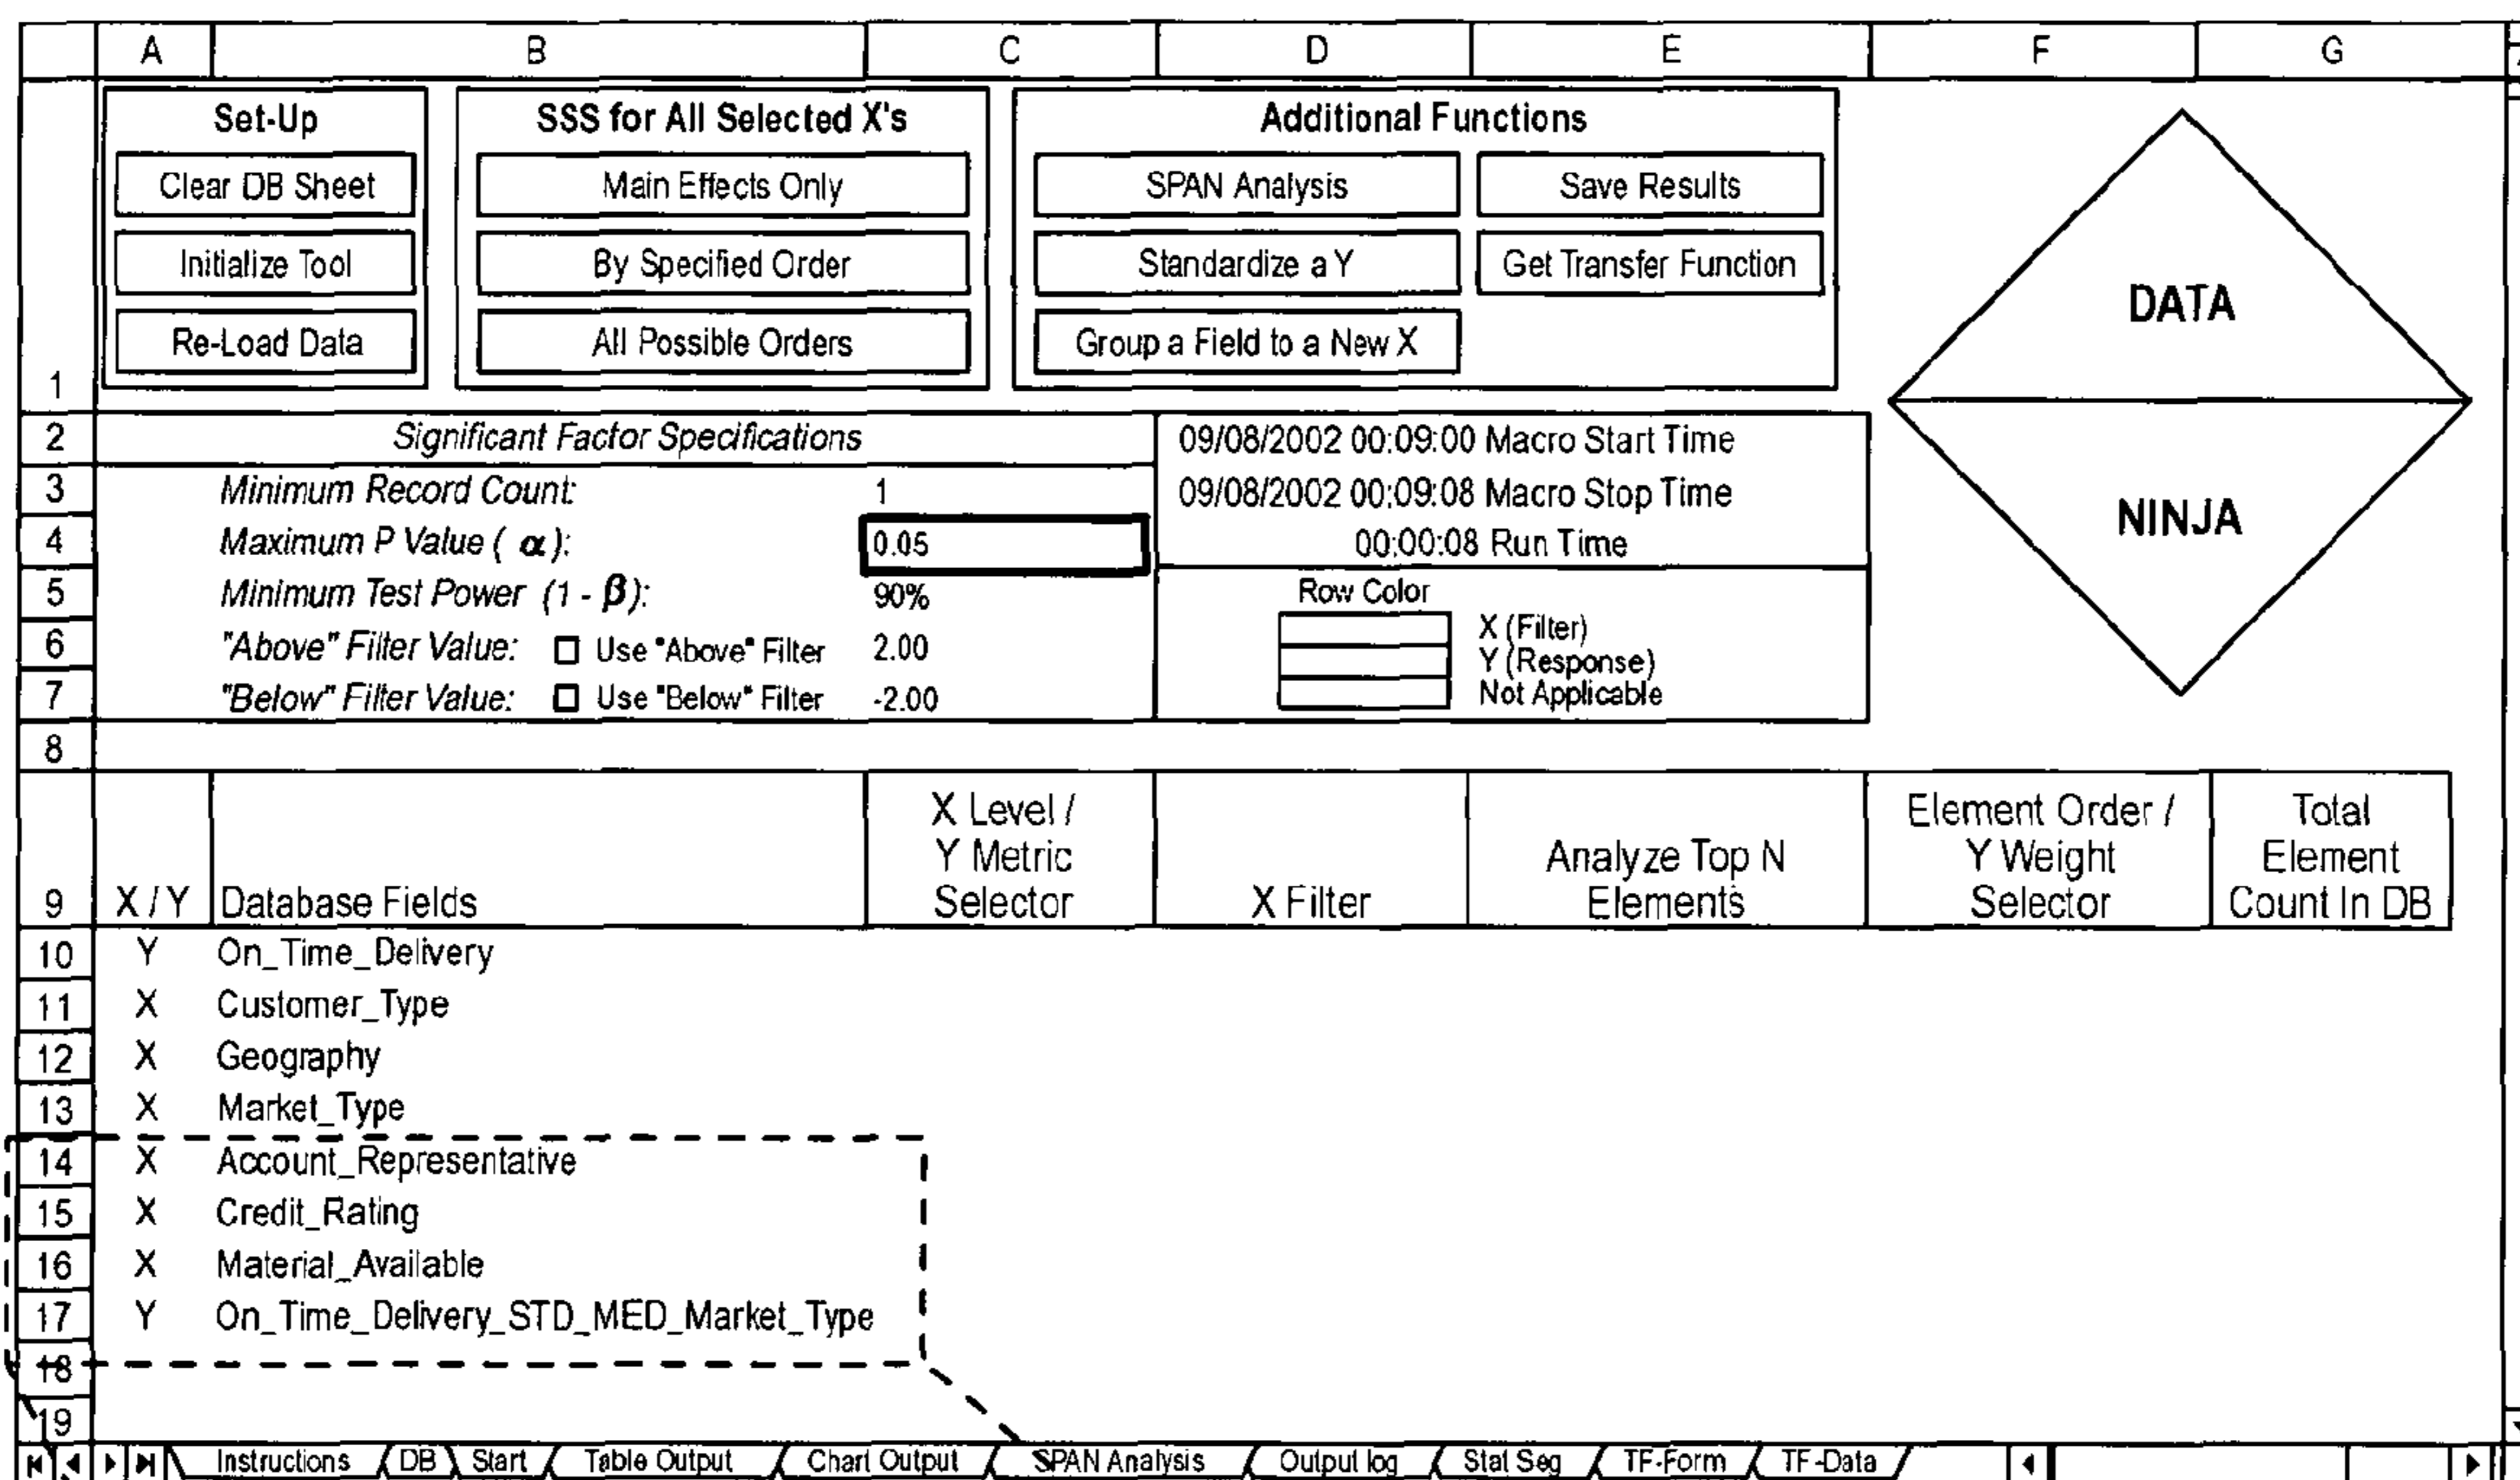 A B C D E F G
Set-Up SSS for All Selected X's Additional Functions
Clear DB Sheet Main Effects Only SPAN Analysis Save Results
Initialize Tool By Specified Order Standardize a Y Get Transfer Function
DATA
Re-Load Data All Possible Orders Group a Field to a New X
1
2 Significant Factor Specifications 09/08/2002 00:09:00 Macro Start Time
3 Minimum Record Count: 1 09/08/2002 00:09:08 Macro Stop Time
NINJA
4 Maximum P Value ( α ): 0.05 00:00:08 Run Time
5 Minimum Test Power (1 - β): 90% Row Color
6 "Above" Filter Value: Use "Above" Filter 2.00 X (Filter)
Y (Response)
7 "Below" Filter Value: Use "Below" Filter -2.00 Not Applicable
8
X Level / Element Order / Total
Y Metric Analyze Top N Y Weight Element
9 X / Y Database Fields Selector X Filter Elements Selector Count In DB
10 Y On_Time_Delivery
11 X Customer_Type
12 X Geography
13 X Market_Type
14 X Account_Representative
15 X Credit_Rating
16 X Material_Available
17 Y On_Time_Delivery_STD_MED_Market_Type
18
19
Instructions DB Start Table Output Chart Output SPAN Analysis Output log Stat Seg TF-Form TF-Data